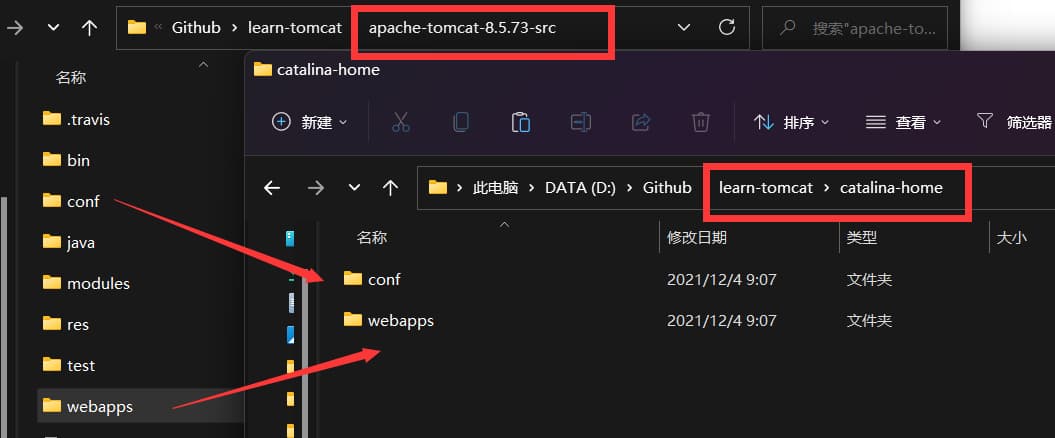 Github learn-tomcat apache-tomcat-8.5.73-src 搜索"apache-to...
名称
.travis
bin
conf
java
modules
res
test
webapps
catalina-home
新建 排序 查看 筛选器
此电脑 DATA (D:) Github learn-tomcat catalina-home
名称 修改日期 类型 大小
conf 2021/12/4 9:07 文件夹
webapps 2021/12/4 9:07 文件夹